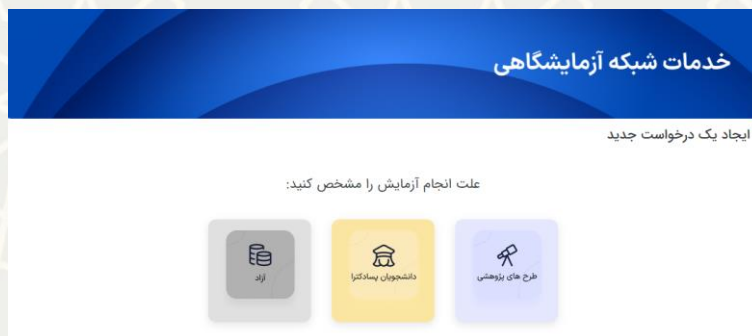 خدمات شبکه آزمایشگاهی
ایجاد یک درخواست جدید
علت انجام آزمایش را مشخص کنید:
طرح های پژوهشی
دانشجویان پسادکترا
آزاد